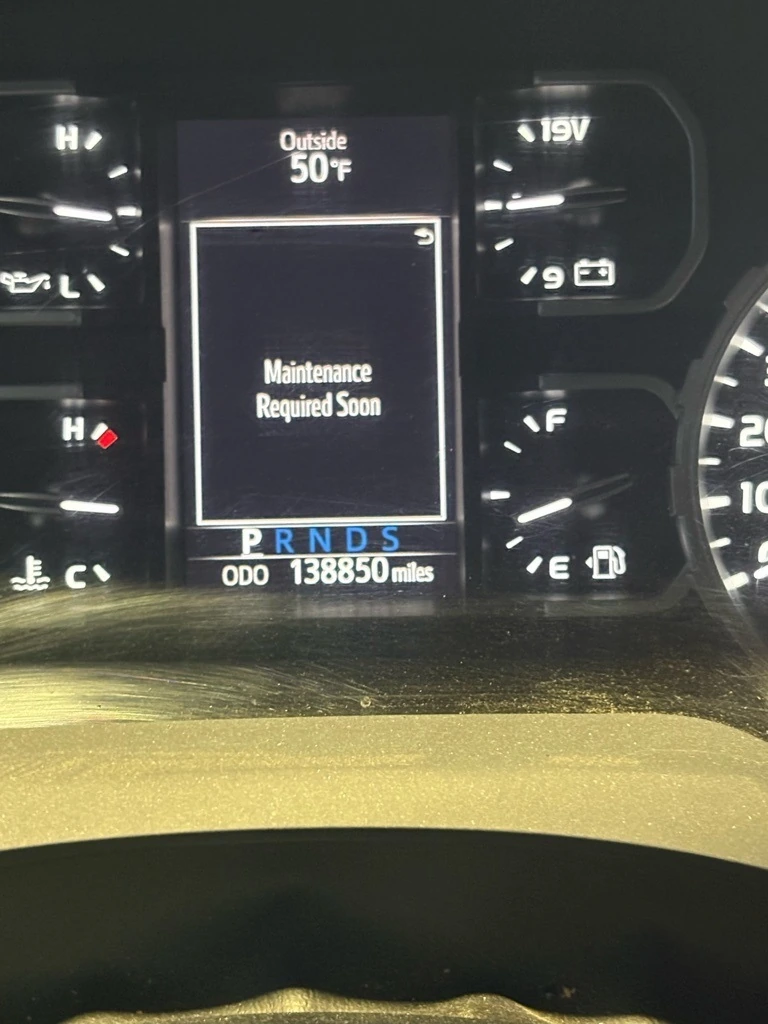 Outside
50°F
H
L
19V
9
Maintenance
Required Soon
H
C
F
E
20
10
P R N D S
ODO 138850 miles